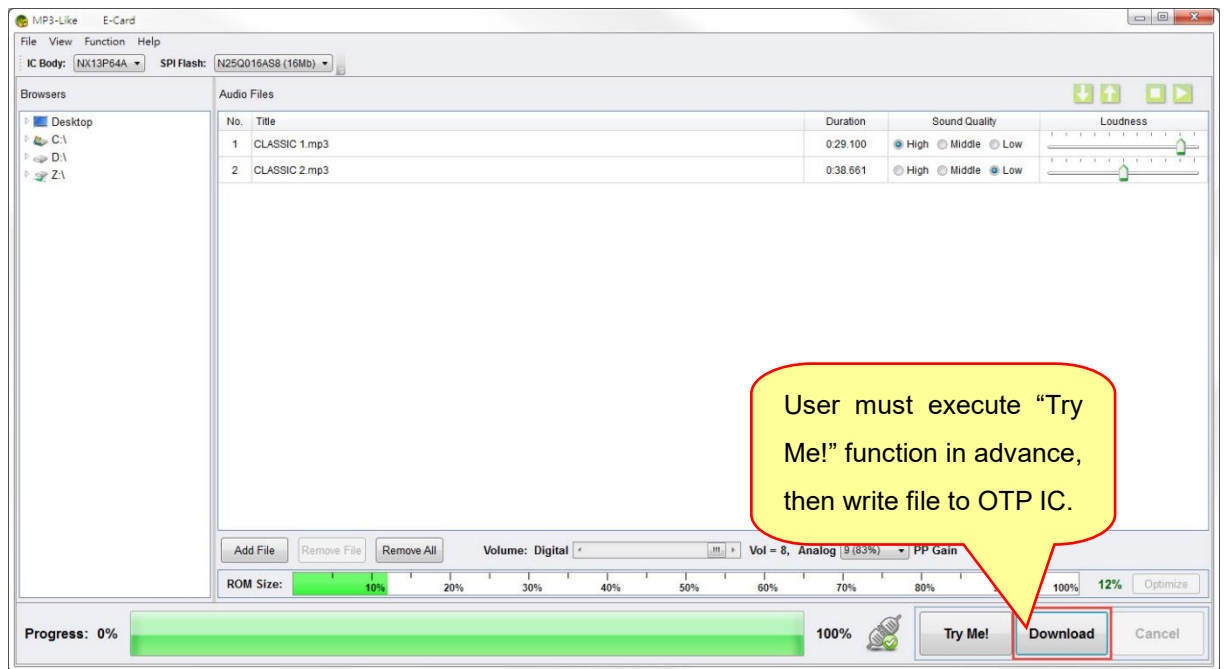 MP3-Like E-Card
File View Function Help
IC Body: NX13P64A SPI Flash: N25Q016AS8 (16Mb)
Browsers
Audio Files
Desktop
C:\
D:\
Z:\
No. Title Duration Sound Quality Loudness
1 CLASSIC 1.mp3 0:29.100 High Middle Low
2 CLASSIC 2.mp3 0:38.661 High Middle Low
User must execute “Try
Me!” function in advance,
then write file to OTP IC.
Add File Remove File Remove All Volume: Digital Vol = 8, Analog 9 (83%) PP Gain
ROM Size: 10% 20% 30% 40% 50% 60% 70% 80% 100% 12% Optimize
Progress: 0% 100% Try Me! Download Cancel